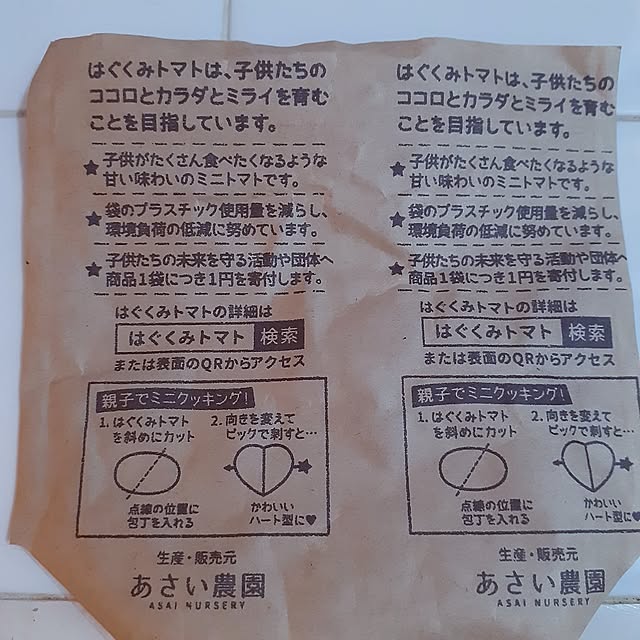 はぐくみトマトは、子供たちの
ココロとカラダとミライを育む
ことを目指しています。
★子供がたくさん食べたくなるような
甘い味わいのミニトマトです。
★袋のプラスチック使用量を減らし、
環境負荷の低減に努めています。
★子供たちの未来を守る活動や団体へ
商品1袋につき1円を寄付します。
はぐくみトマトの詳細は
はぐくみトマト 検索
または表面のQRからアクセス
親子でミニクッキング!
1. はぐくみトマト
を斜めにカット
点線の位置に
包丁を入れる
2. 向きを変えて
ピックで刺すと…
かわいい
ハート型に♥
生産・販売元
あさい農園
ASAI NURSERY
はぐくみトマトは、子供たちの
ココロとカラダとミライを育む
ことを目指しています。
★子供がたくさん食べたくなるような
甘い味わいのミニトマトです。
★袋のプラスチック使用量を減らし、
環境負荷の低減に努めています。
★子供たちの未来を守る活動や団体へ
商品1袋につき1円を寄付します。
はぐくみトマトの詳細は
はぐくみトマト 検索
または表面のQRからアクセス
親子でミニクッキング!
1. はぐくみトマト
を斜めにカット
点線の位置に
包丁を入れる
2. 向きを変えて
ピックで刺すと…
かわいい
ハート型に♥
生産・販売元
あさい農園
ASAI NURSERY